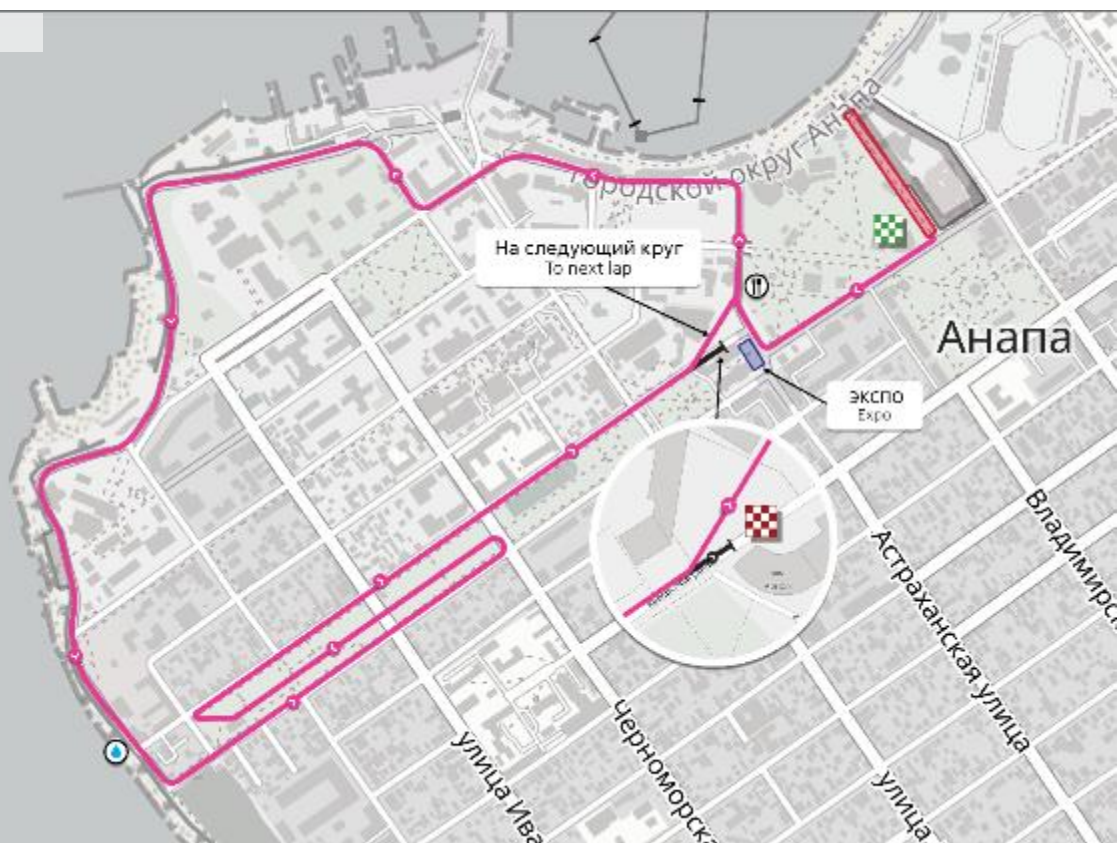 городской округ Анапа
На следующий круг
To next lap
Анапа
экспо
Expo
Владимирс
Астраханская улица
Черноморска
улица Ива
улица